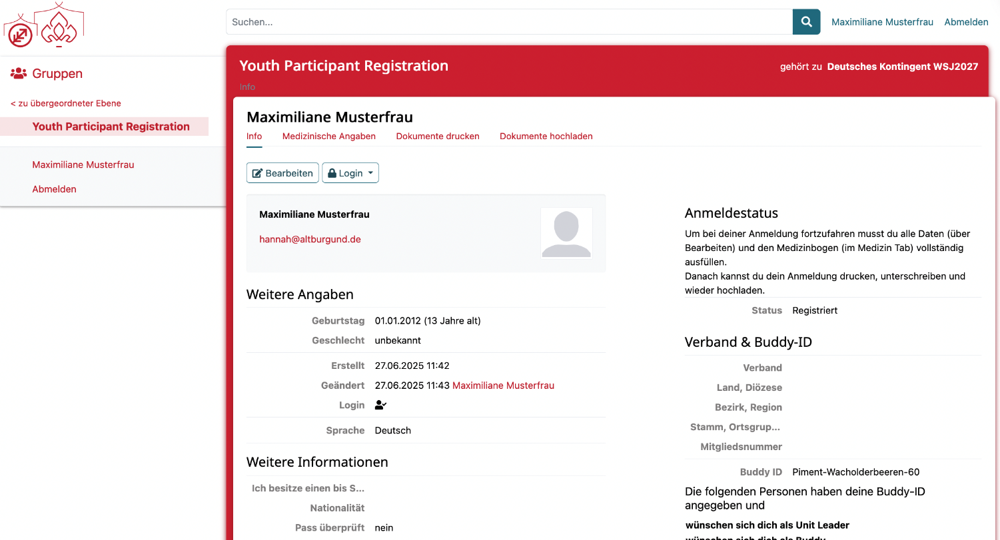 Suchen...
Maximiliane Musterfrau Abmelden
Gruppen
< zu übergeordneter Ebene
Youth Participant Registration
Maximiliane Musterfrau
Abmelden
Youth Participant Registration
gehört zu Deutsches Kontingent WSJ2027
Info
Maximiliane Musterfrau
Info Medizinische Angaben Dokumente drucken Dokumente hochladen
Bearbeiten Login
Maximiliane Musterfrau
hannah@altburgund.de
Weitere Angaben
Geburtstag 01.01.2012 (13 Jahre alt)
Geschlecht unbekannt
Erstellt 27.06.2025 11:42
Geändert 27.06.2025 11:43 Maximiliane Musterfrau
Login
Sprache Deutsch
Weitere Informationen
Ich besitze einen bis S...
Nationalität
Pass überprüft nein
Anmeldestatus
Um bei deiner Anmeldung fortzufahren musst du alle Daten (über
Bearbeiten) und den Medizinbogen (im Medizin Tab) vollständig
ausfüllen.
Danach kannst du dein Anmeldung drucken, unterschreiben und
wieder hochladen.
Status Registriert
Verband & Buddy-ID
Verband
Land, Diözese
Bezirk, Region
Stamm, Ortsgrup...
Mitgliedsnummer
Buddy ID Piment-Wacholderbeeren-60
Die folgenden Personen haben deine Buddy-ID
angegeben und
wünschen sich dich als Unit Leader
wünschen sich dich als Buddy